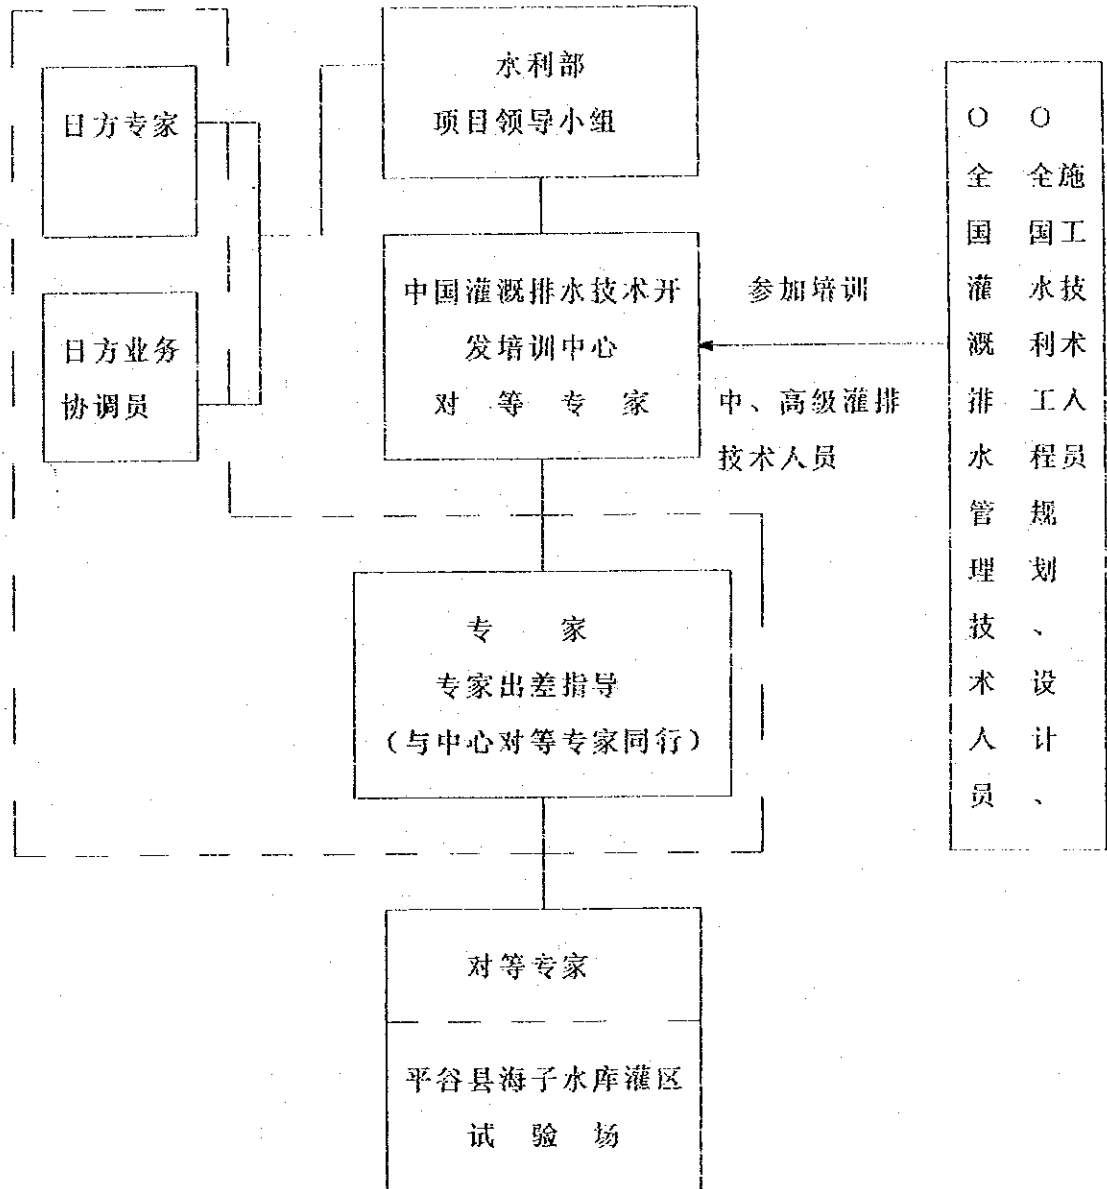 水利部
项目领导小组
日方专家
日方业务
协调员
中国灌溉排水技术开
发培训中心
对等专家
参加培训
中、高级灌排
技术人员
○全国灌溉排水管理技术人员
○全国水利工程规划、设计、
施工技术人员
专家
专家出差指导
（与中心对等专家同行）
对等专家
平谷县海子水库灌区
试验场